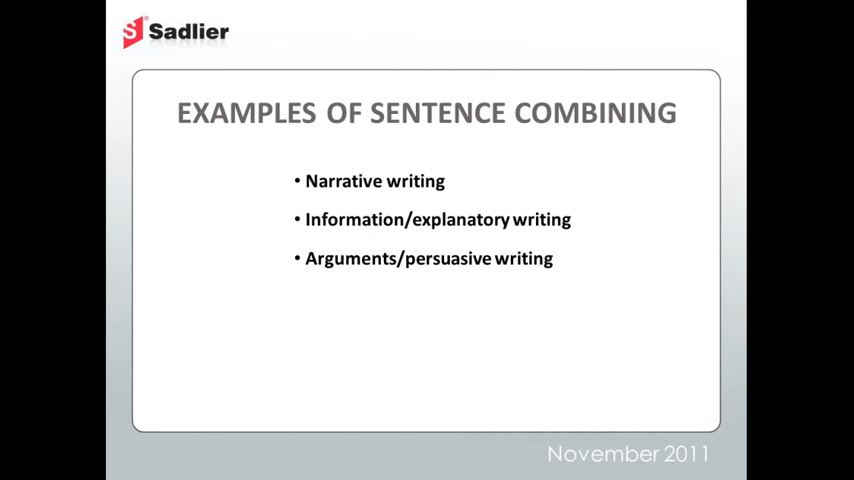 Sadlier
EXAMPLES OF SENTENCE COMBINING
• Narrative writing
• Information/explanatory writing
• Arguments/persuasive writing
November 2011